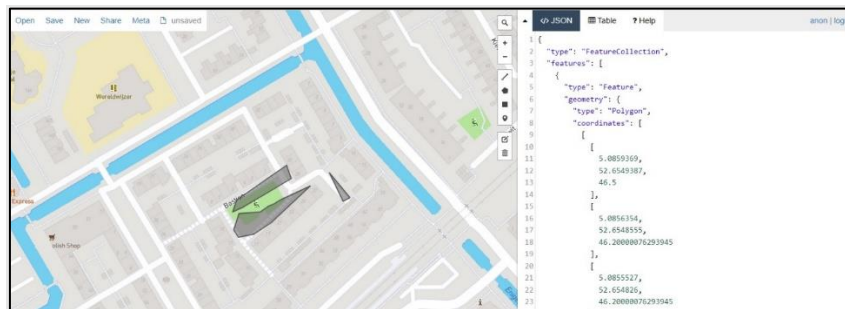 Open Save New Share Meta unsaved
JSON Table ? Help
anon | log
Wereldwijzer
Express
1 {
2 "type": "FeatureCollection",
3 "features": [
4 {
5 "type": "Feature",
6 "geometry": {
7 "type": "Polygon",
8 "coordinates": [
9 [
10 [
11 5.0859369,
12 52.6549387,
13 46.5
14 ],
15 [
16 5.0856354,
17 52.6548555,
18 46.20000076293945
19 ],
20 [
21 5.0855527,
22 52.654826,
23 46.20000076293945